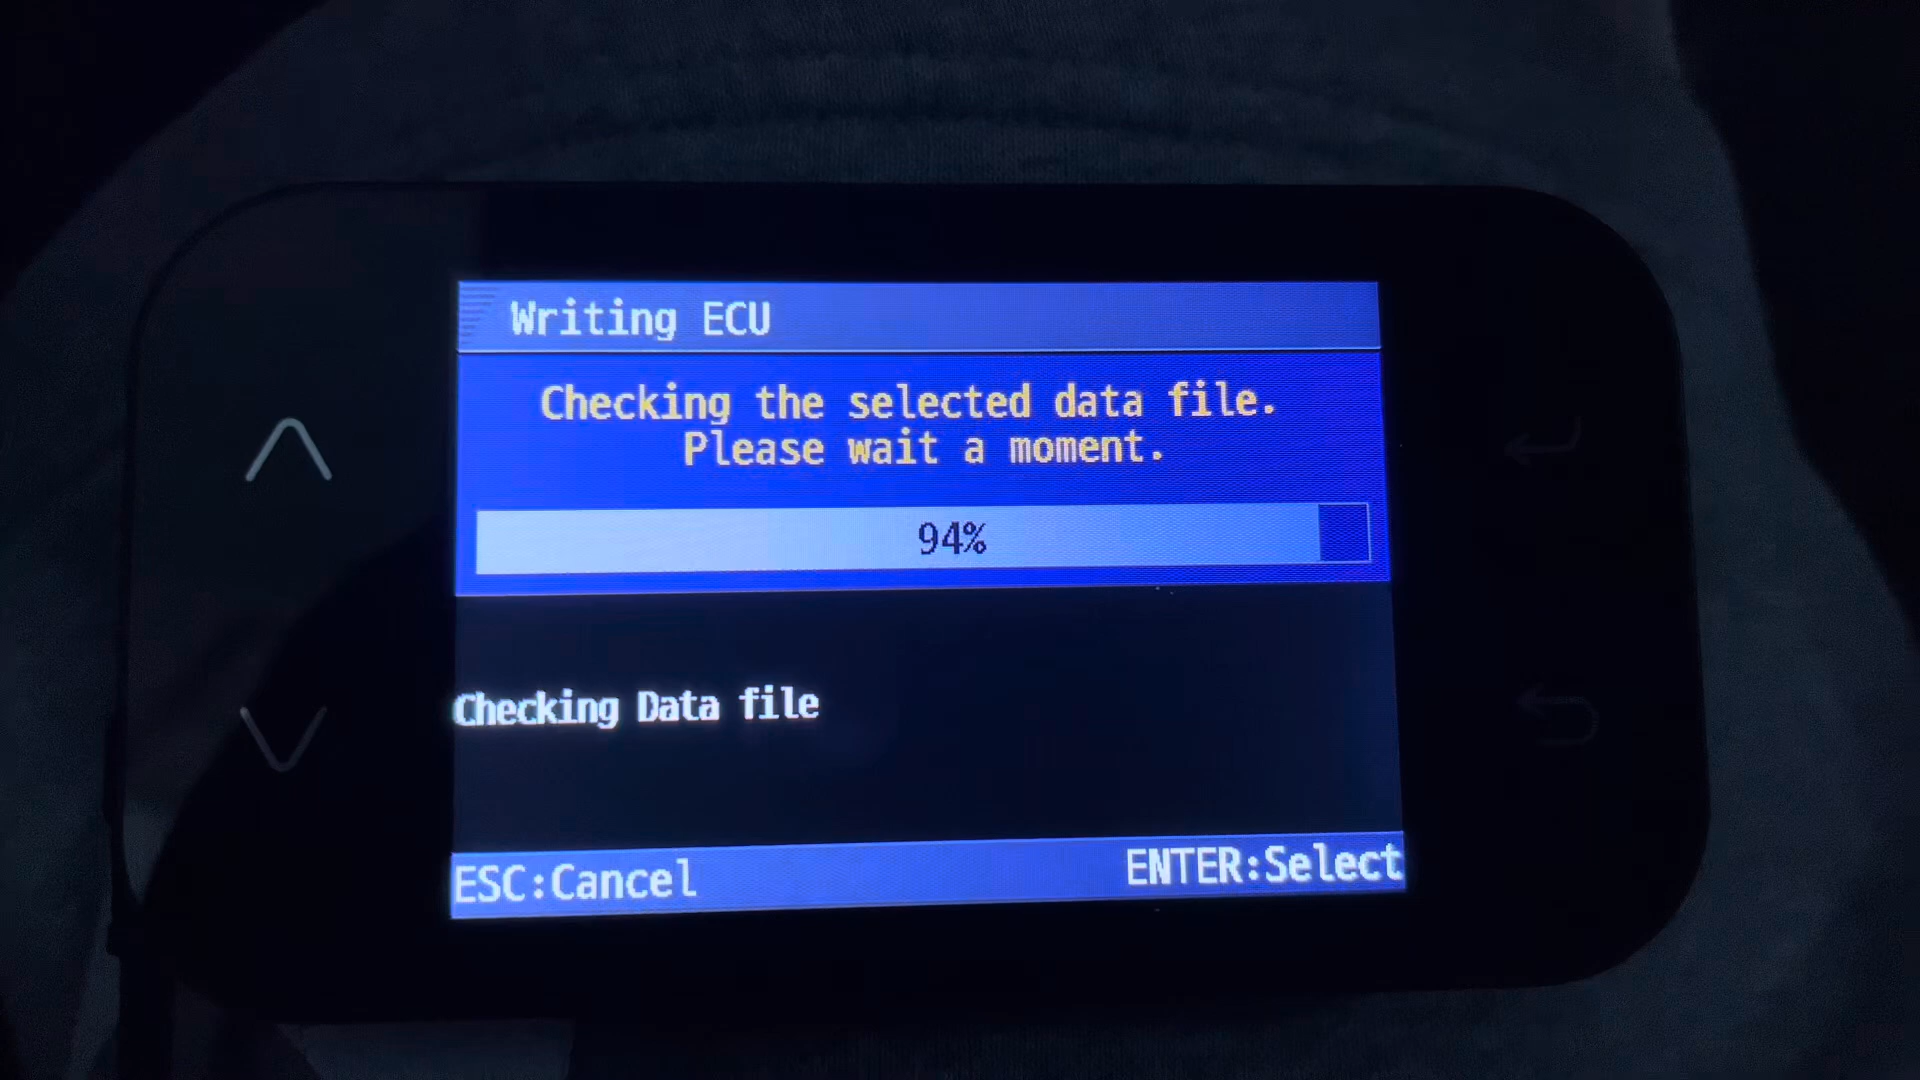 Writing ECU
Checking the selected data file.
Please wait a moment.
94%
Checking Data file
ESC:Cancel
ENTER:Select